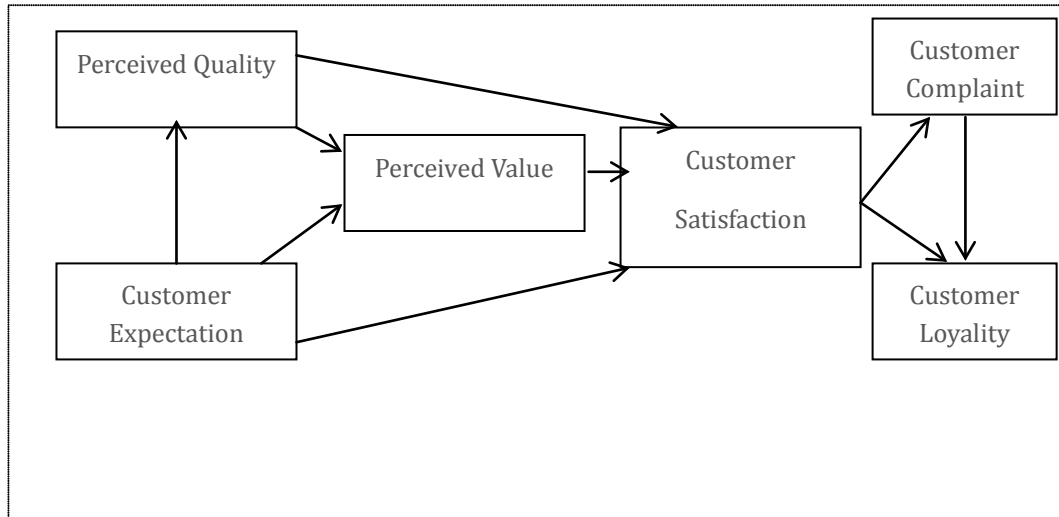 Perceived Quality
Customer
Complaint
Perceived Value
Customer
Satisfaction
Customer
Expectation
Customer
Loyality